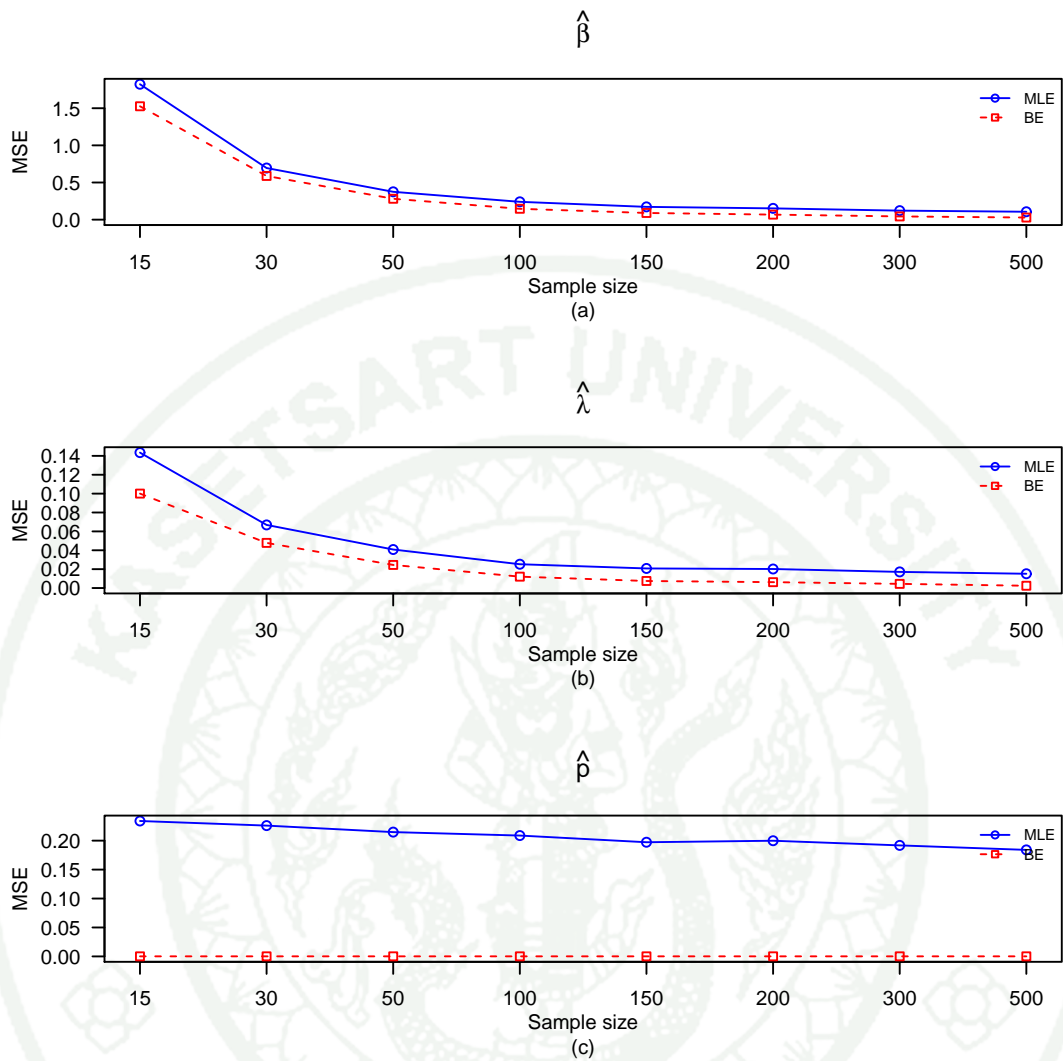 β̂
MSE
1.5
1.0
0.5
0.0
MLE
BE
15 30 50 100 150 200 300 500
Sample size
(a)
λ̂
MSE
0.14
0.12
0.10
0.08
0.06
0.04
0.02
0.00
MLE
BE
15 30 50 100 150 200 300 500
Sample size
(b)
p̂
MSE
0.20
0.15
0.10
0.05
0.00
MLE
BE
15 30 50 100 150 200 300 500
Sample size
(c)
KASETSART UNIVERSITY